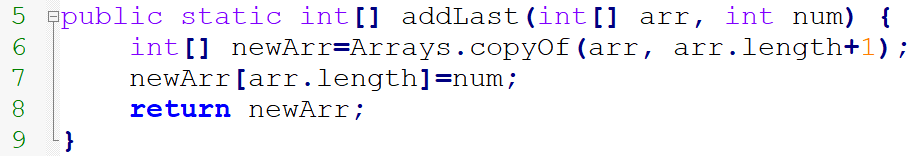 5 public static int[] addLast(int[] arr, int num) {
6 int[] newArr=Arrays.copyOf(arr, arr.length+1);
7 newArr[arr.length]=num;
8 return newArr;
9 }